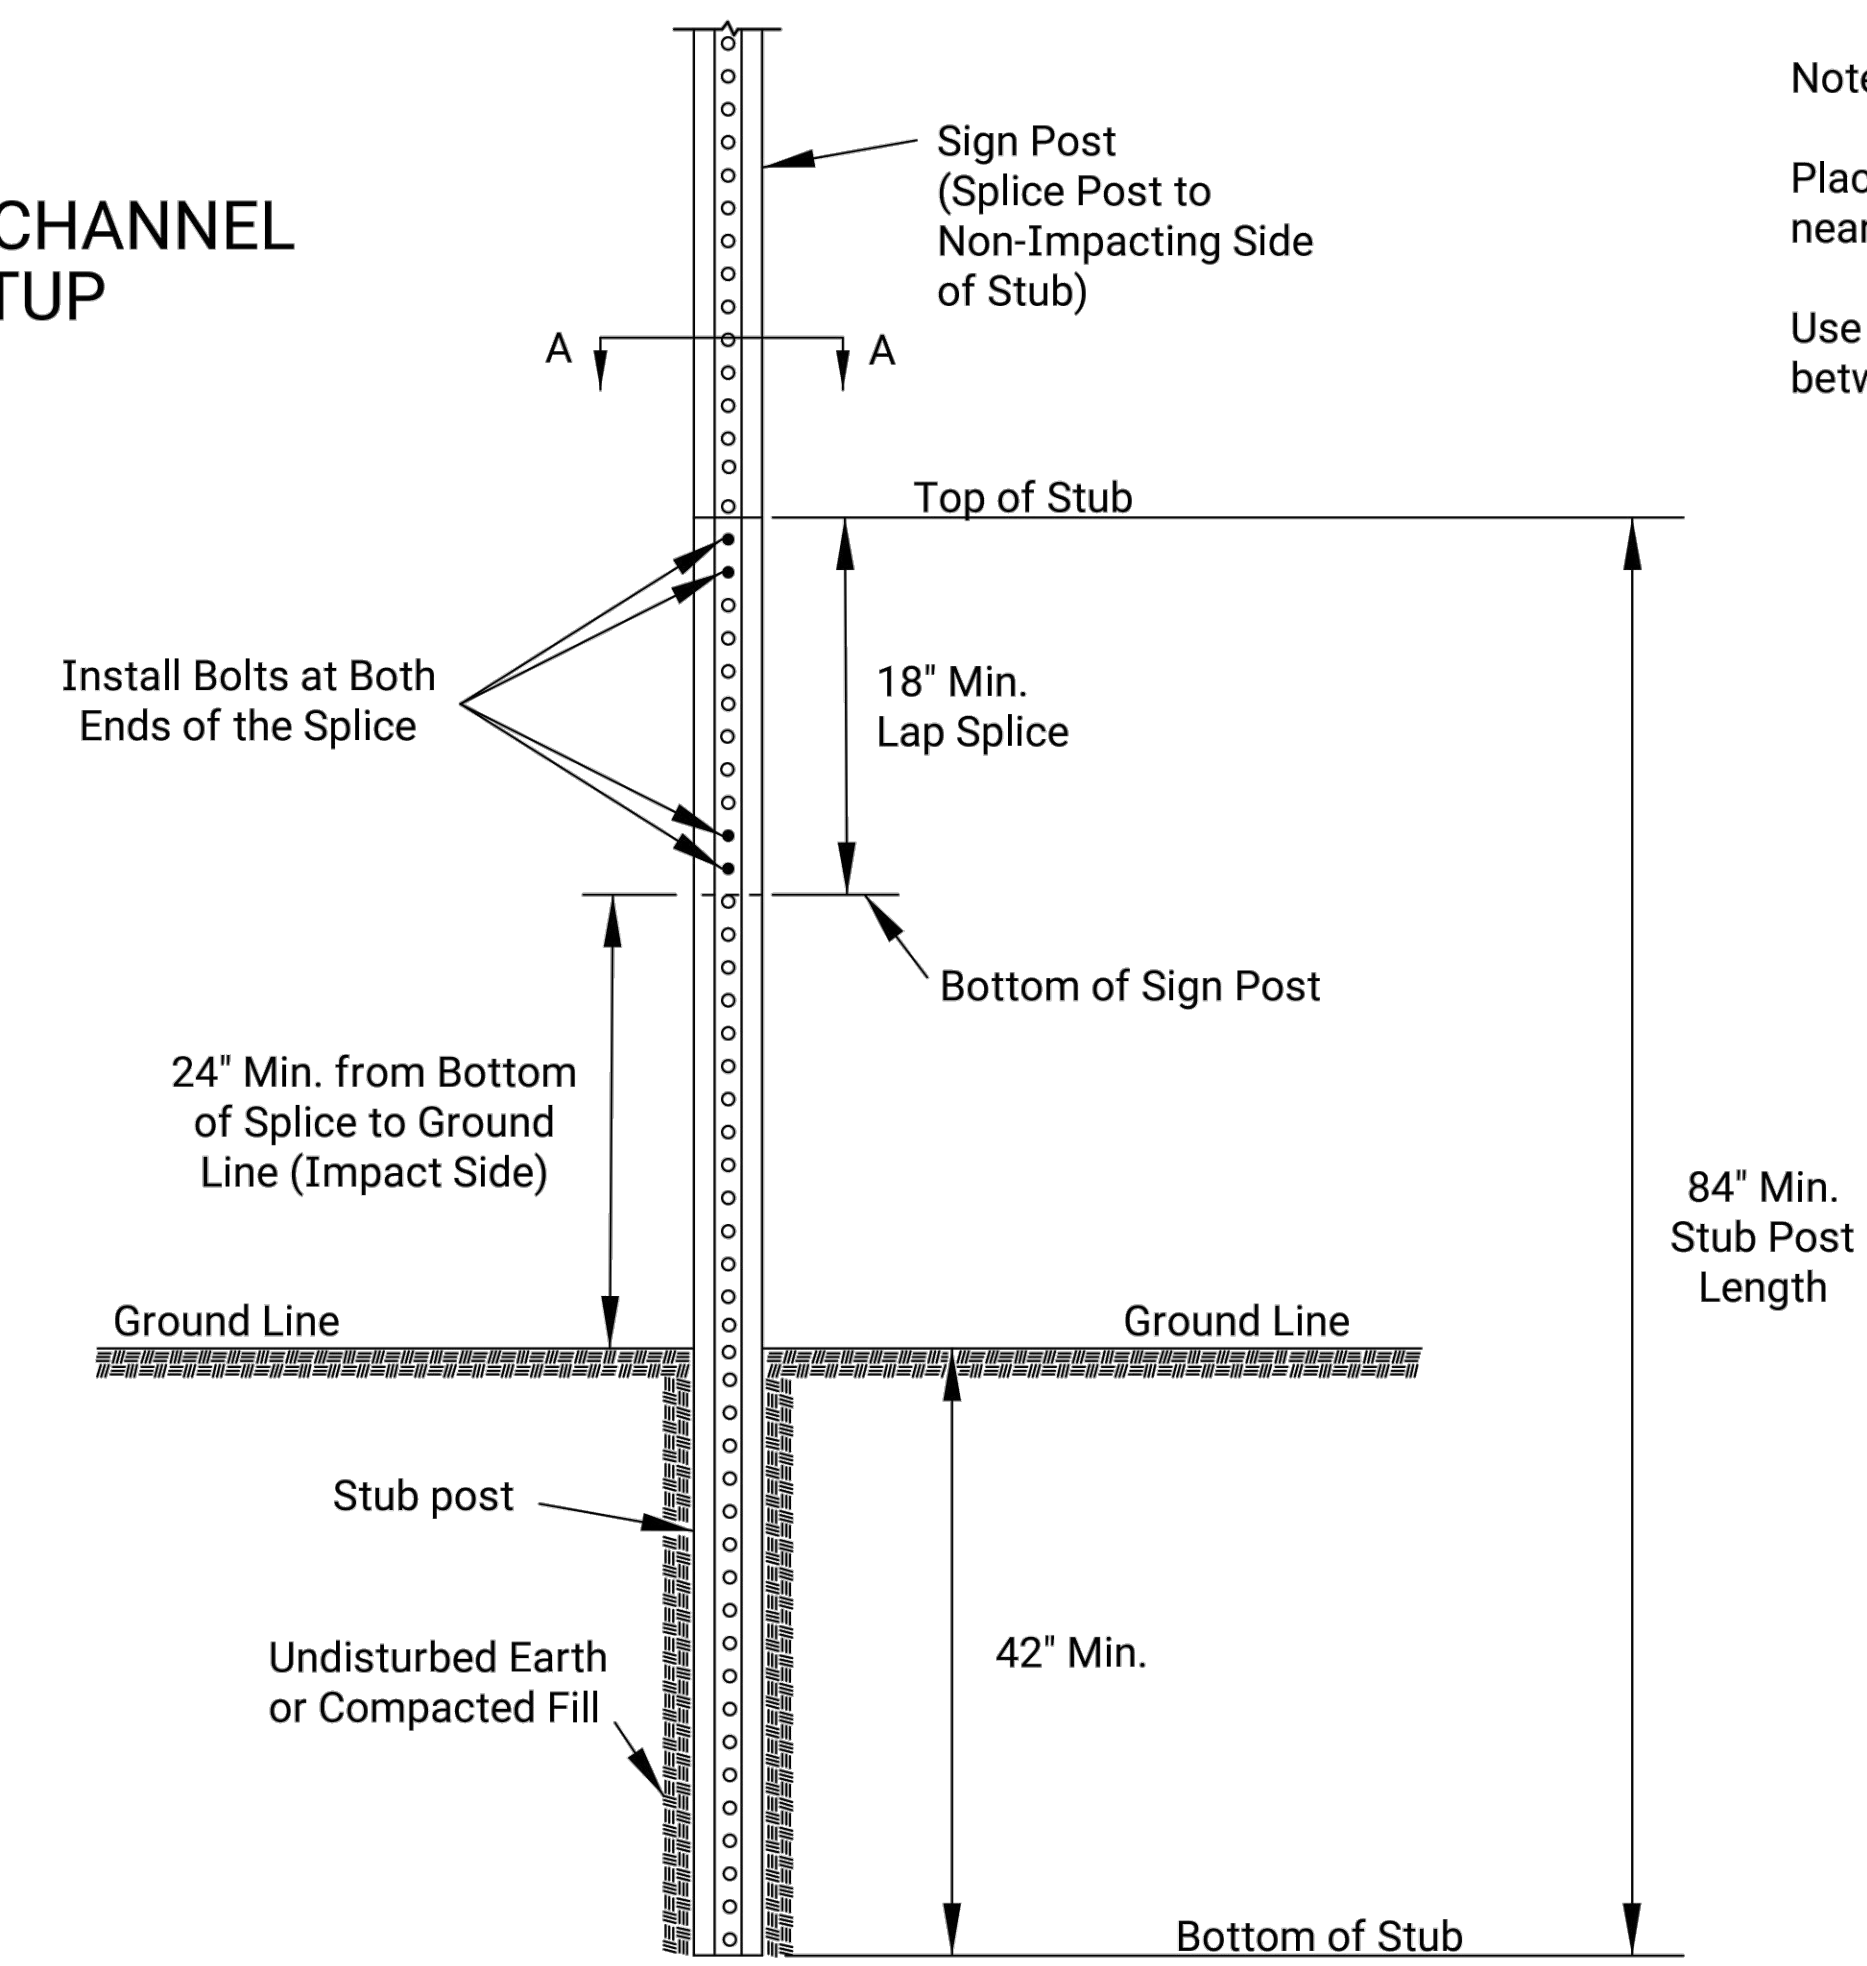 CHANNEL
TUP
Sign Post
(Splice Post to
Non-Impacting Side
of Stub)
A
A
Top of Stub
Install Bolts at Both
Ends of the Splice
18" Min.
Lap Splice
Bottom of Sign Post
24" Min. from Bottom
of Splice to Ground
Line (Impact Side)
84" Min.
Stub Post
Length
Ground Line
Ground Line
Stub post
Undisturbed Earth
or Compacted Fill
42" Min.
Bottom of Stub
Note
Plac
near
Use
betw